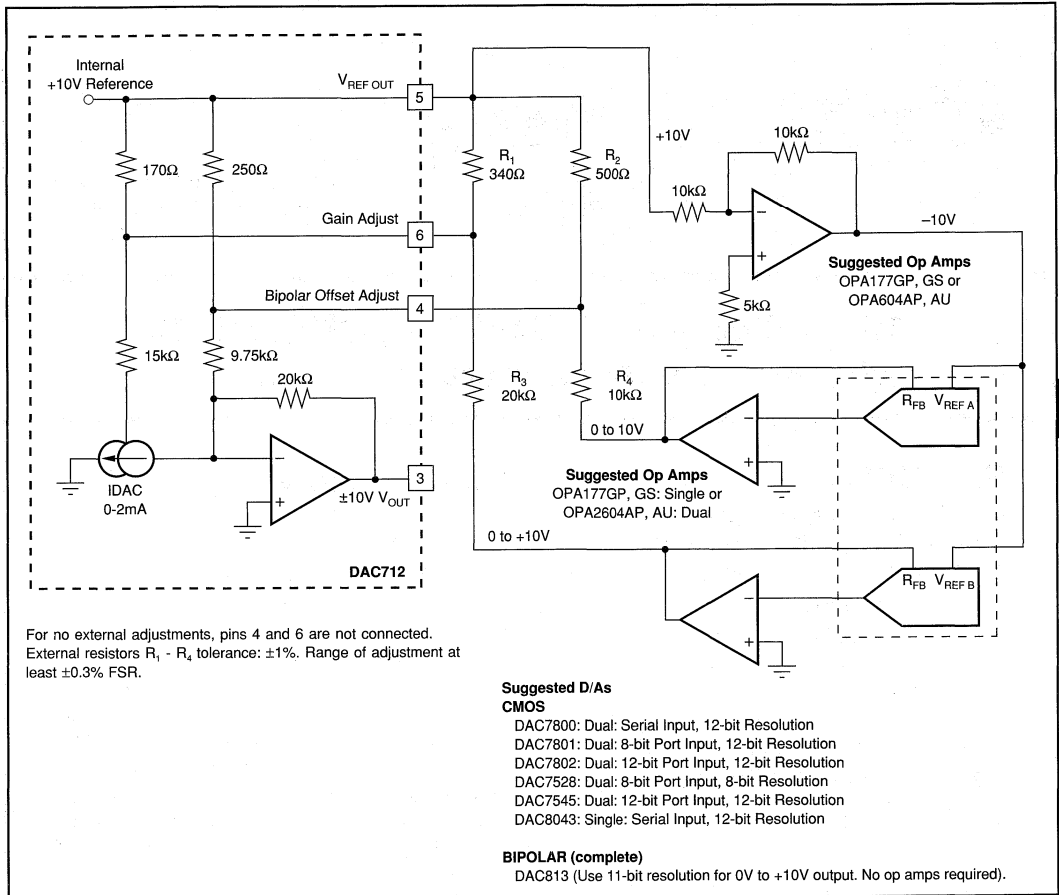 Internal
+10V Reference
V_REF OUT
5
170Ω
250Ω
R₁
340Ω
R₂
500Ω
+10V
10kΩ
10kΩ
−
+
5kΩ
−10V
Suggested Op Amps
OPA177GP, GS or
OPA604AP, AU
Gain Adjust
6
Bipolar Offset Adjust
4
15kΩ
9.75kΩ
20kΩ
R₃
20kΩ
R₄
10kΩ
R_FB V_REF A
−
+
0 to 10V
IDAC
0-2mA
−
+
±10V V_OUT
3
Suggested Op Amps
OPA177GP, GS: Single or
OPA2604AP, AU: Dual
0 to +10V
R_FB V_REF B
−
+
DAC712
For no external adjustments, pins 4 and 6 are not connected.
External resistors R₁ - R₄ tolerance: ±1%. Range of adjustment at
least ±0.3% FSR.
Suggested D/As
CMOS
DAC7800: Dual: Serial Input, 12-bit Resolution
DAC7801: Dual: 8-bit Port Input, 12-bit Resolution
DAC7802: Dual: 12-bit Port Input, 12-bit Resolution
DAC7528: Dual: 8-bit Port Input, 8-bit Resolution
DAC7545: Dual: 12-bit Port Input, 12-bit Resolution
DAC8043: Single: Serial Input, 12-bit Resolution
BIPOLAR (complete)
DAC813 (Use 11-bit resolution for 0V to +10V output. No op amps required).